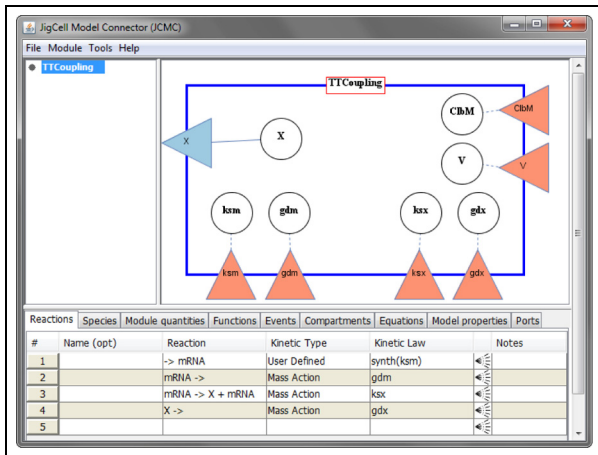 JigCell Model Connector (JCMC)
File Module Tools Help
TTCoupling
TTCoupling
ClbM
ClbM
X
X
V
V
ksm
gdm
ksx
gdx
ksm
gdm
ksx
gdx
Reactions Species Module quantities Functions Events Compartments Equations Model properties Ports
# Name (opt) Reaction Kinetic Type Kinetic Law Notes
1 -> mRNA User Defined synth(ksm)
2 mRNA -> Mass Action gdm
3 mRNA -> X + mRNA Mass Action ksx
4 X -> Mass Action gdx
5